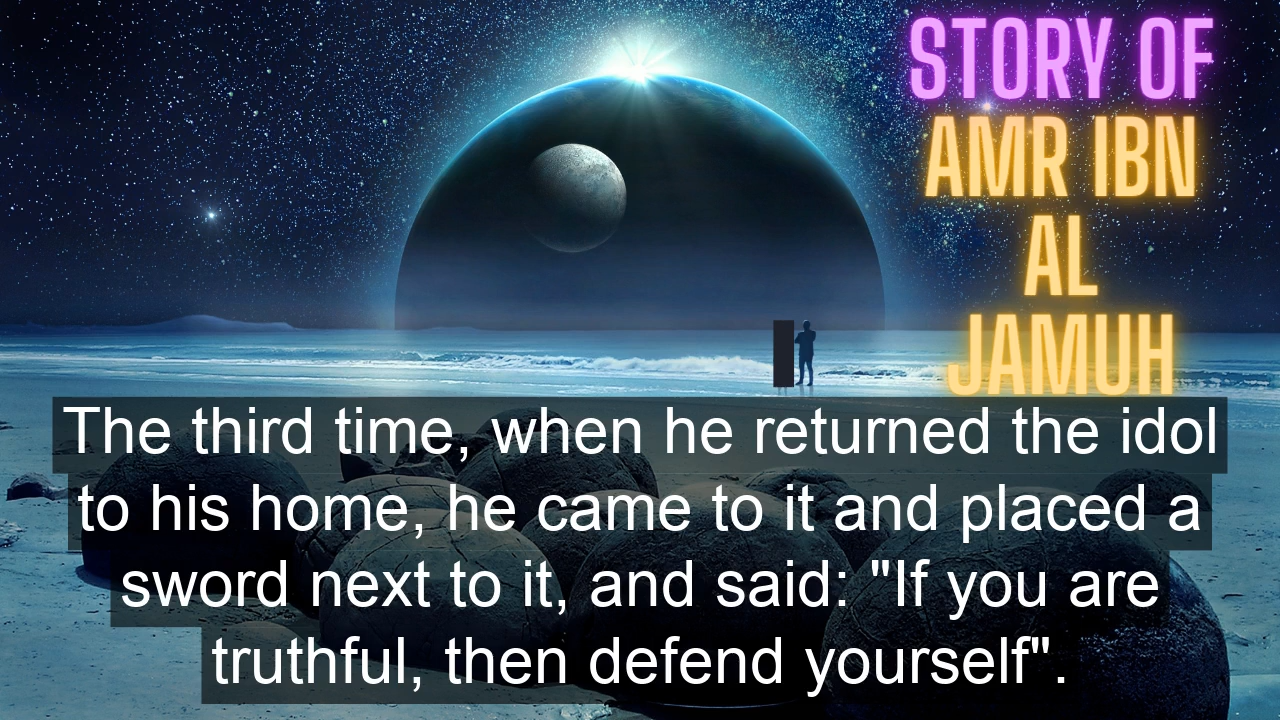 STORY OF
AMR IBN
AL
JAMUH
The third time, when he returned the idol
to his home, he came to it and placed a
sword next to it, and said: "If you are
truthful, then defend yourself".